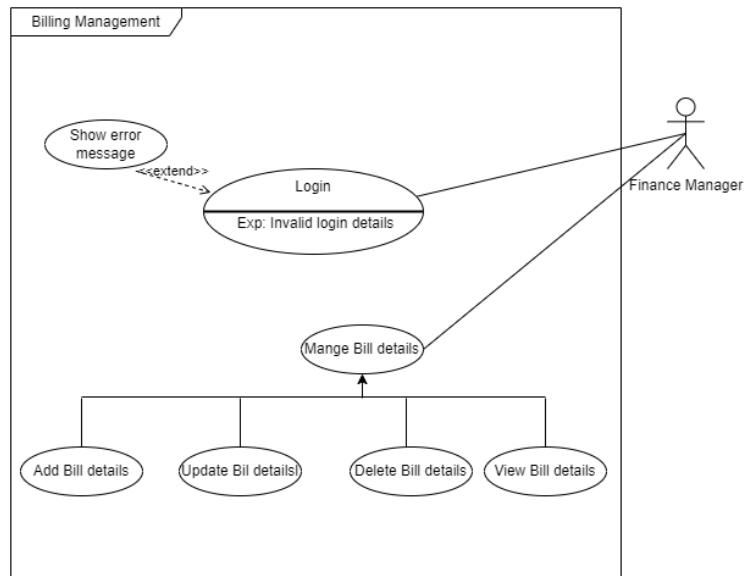 Billing Management
Show error
message
<<extend>>
Login
Exp: Invalid login details
Finance Manager
Mange Bill details
Add Bill details
Update Bil detailsl
Delete Bill details
View Bill details